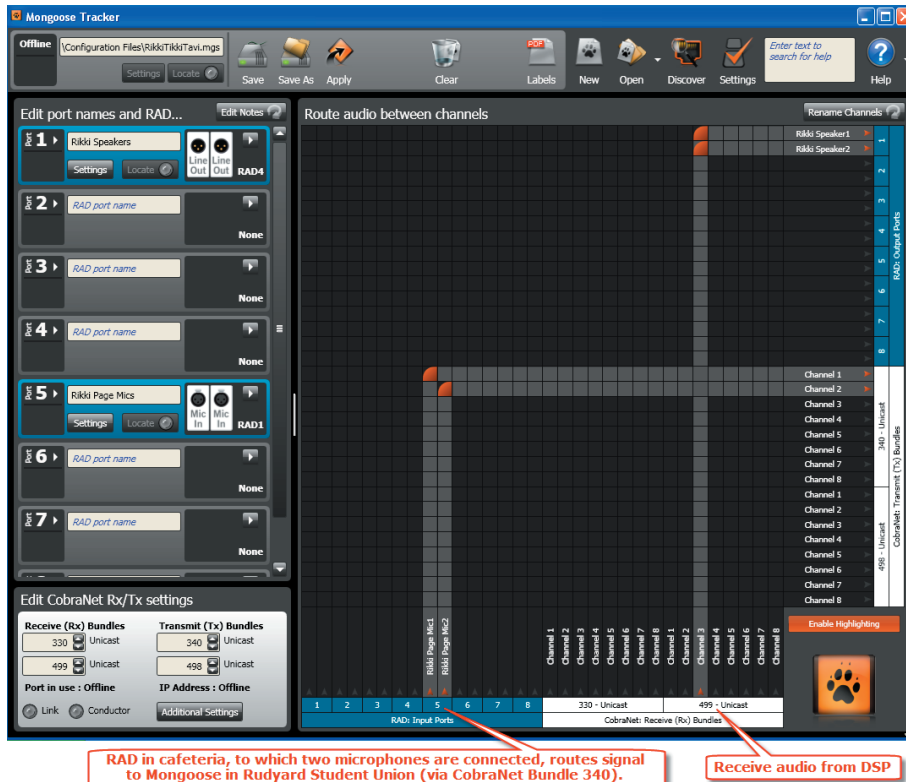 Mongoose Tracker
Offline
\Configuration Files\RikkiTikkiTavi.mgs
Settings
Locate
Save
Save As
Apply
Clear
PDF
Labels
New
Open
Discover
Settings
Enter text to
search for help
?
Help
Edit port names and RAD...
Edit Notes
Port 1
Rikki Speakers
Settings
Locate
Line Out
Line Out
RAD4
Port 2
RAD port name
None
Port 3
RAD port name
None
Port 4
RAD port name
None
Port 5
Rikki Page Mics
Settings
Locate
Mic In
Mic In
RAD1
Port 6
RAD port name
None
Port 7
RAD port name
None
Edit CobraNet Rx/Tx settings
Receive (Rx) Bundles
Transmit (Tx) Bundles
330 Unicast
340 Unicast
499 Unicast
498 Unicast
Port in use : Offline
IP Address : Offline
Link
Conductor
Additional Settings
Route audio between channels
Rename Channels
Rikki Speaker1
Rikki Speaker2
1
2
3
4
5
6
7
8
RAD: Output Ports
Channel 1
Channel 2
Channel 3
Channel 4
Channel 5
Channel 6
Channel 7
Channel 8
Channel 1
Channel 2
Channel 3
Channel 4
Channel 5
Channel 6
Channel 7
Channel 8
340 - Unicast
498 - Unicast
CobraNet: Transmit (Tx) Bundles
Enable Highlighting
Rikki Page Mic1
Rikki Page Mic2
Channel 1
Channel 2
Channel 3
Channel 4
Channel 5
Channel 6
Channel 7
Channel 8
Channel 1
Channel 2
Channel 3
Channel 4
Channel 5
Channel 6
Channel 7
Channel 8
1 2 3 4 5 6 7 8
330 - Unicast
499 - Unicast
RAD: Input Ports
CobraNet: Receive (Rx) Bundles
RAD in cafeteria, to which two microphones are connected, routes signal
to Mongoose in Rudyard Student Union (via CobraNet Bundle 340).
Receive audio from DSP